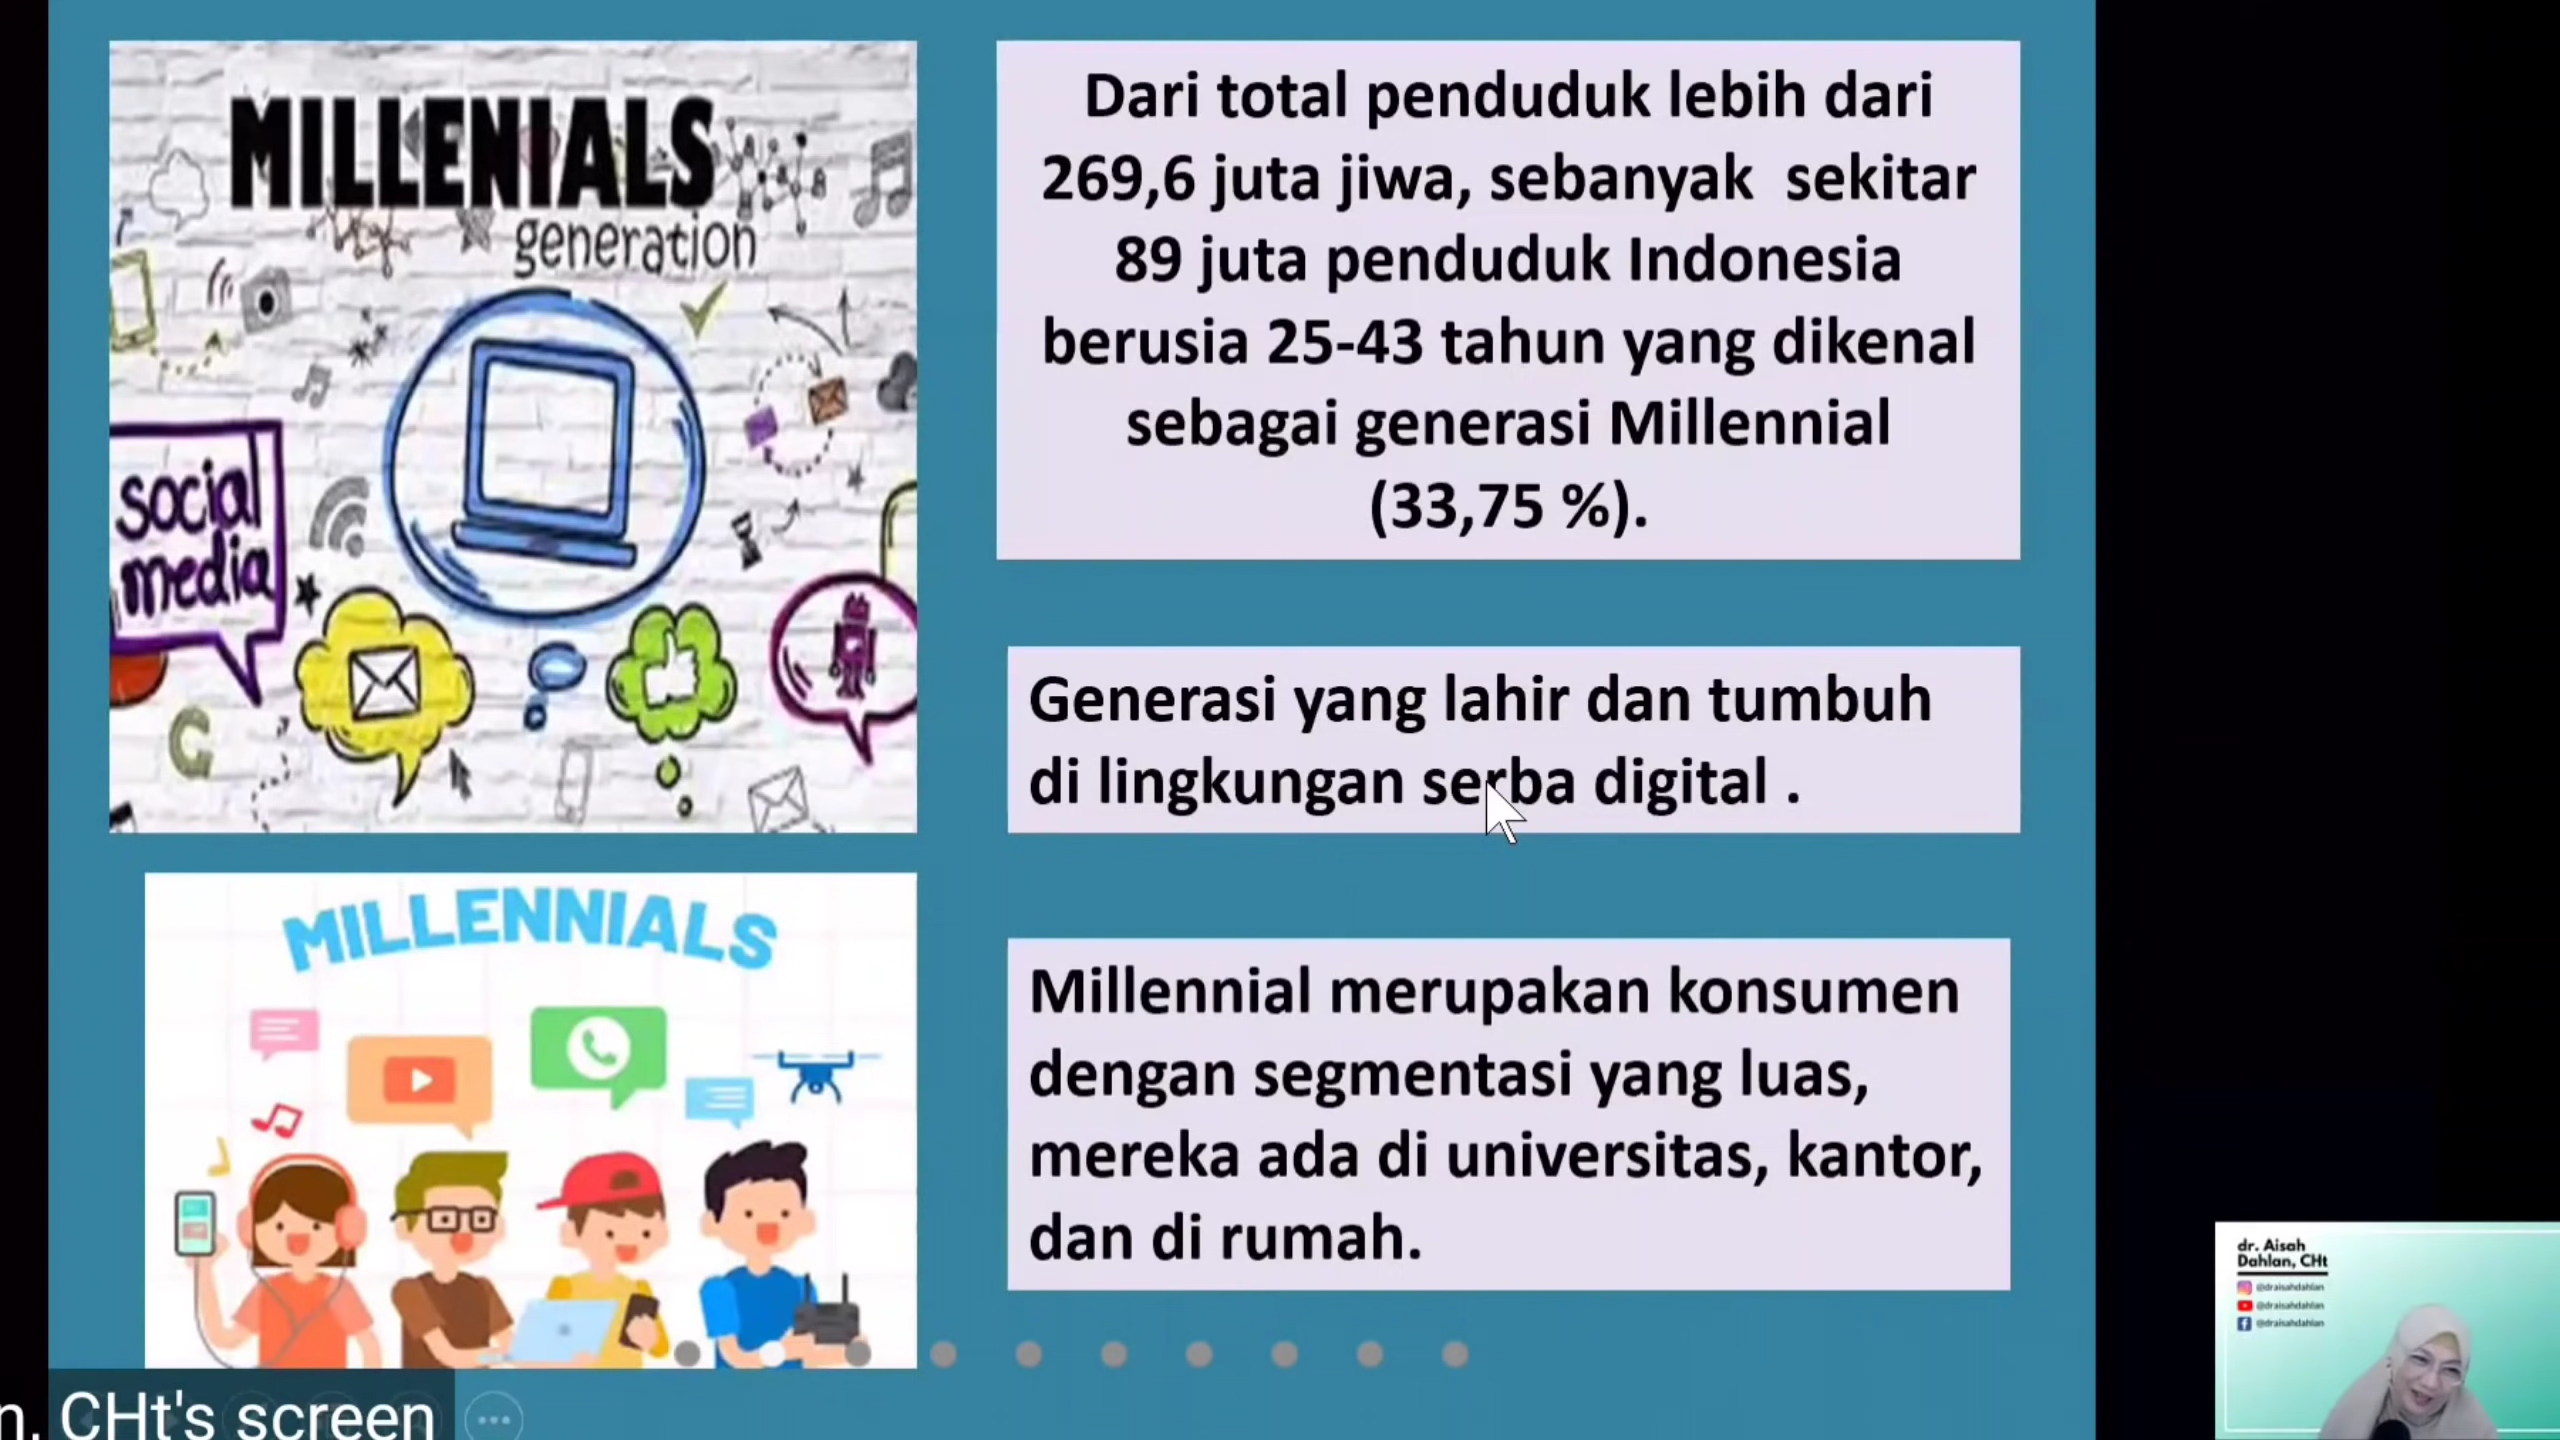 MILLENIALS
generation
social
media
Dari total penduduk lebih dari
269,6 juta jiwa, sebanyak sekitar
89 juta penduduk Indonesia
berusia 25-43 tahun yang dikenal
sebagai generasi Millennial
(33,75 %).
Generasi yang lahir dan tumbuh
di lingkungan serba digital .
MILLENNIALS
Millennial merupakan konsumen
dengan segmentasi yang luas,
mereka ada di universitas, kantor,
dan di rumah.
dr. Aisah
Dahlan, CHt
@draisahdahlan
@draisahdahlan
@draisahdahlan
n, CHt's screen